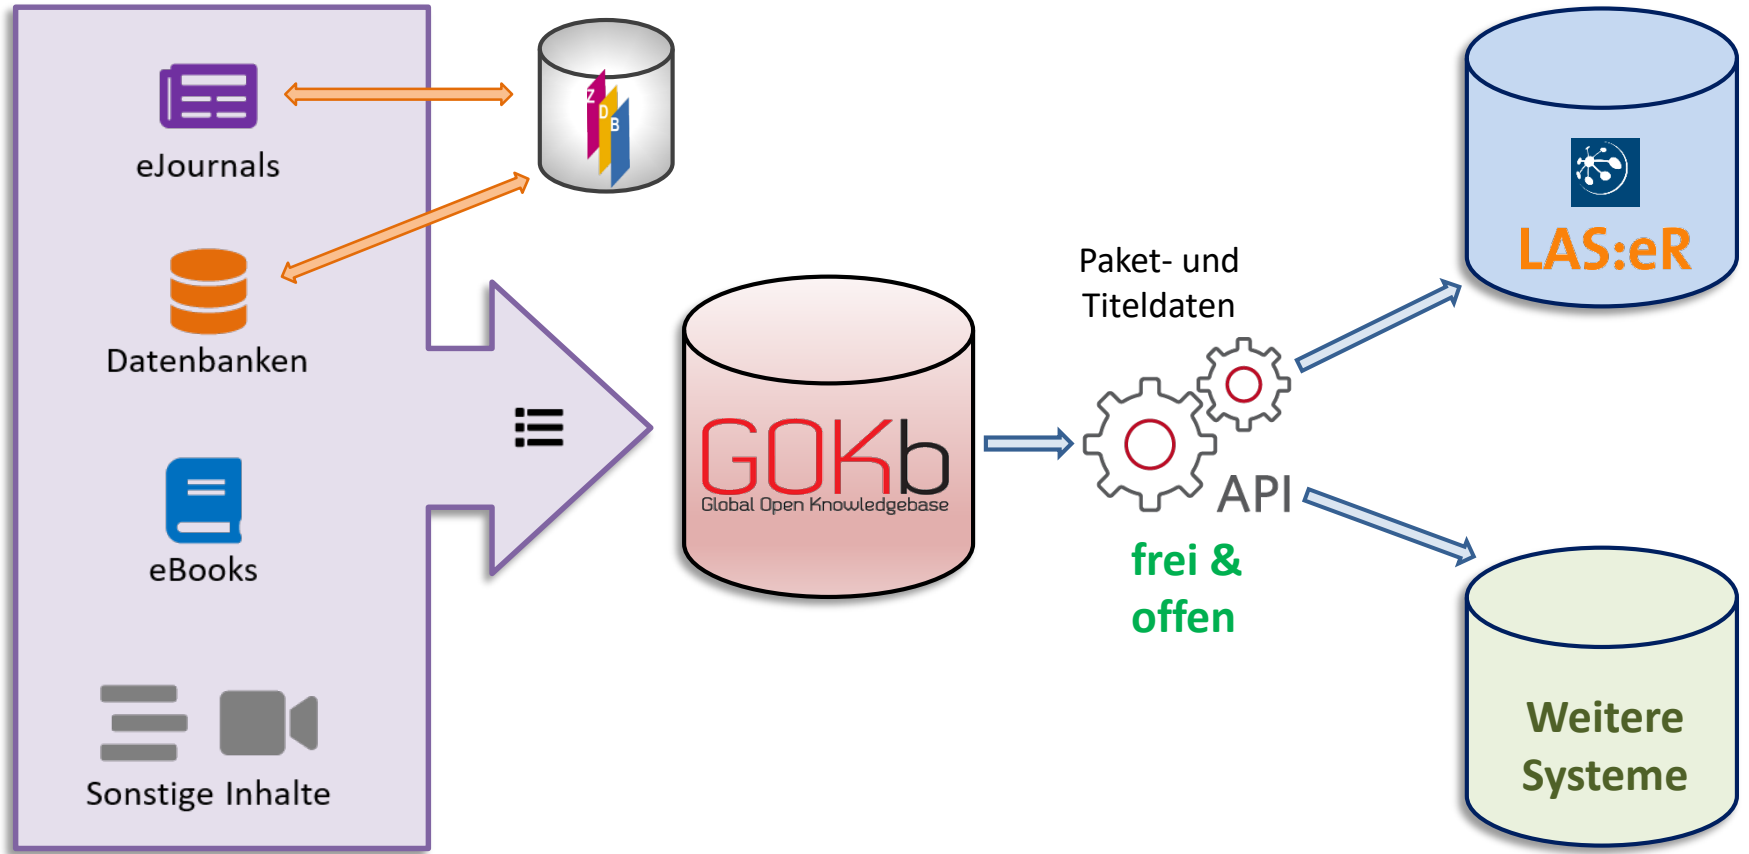 eJournals
Datenbanken
eBooks
Sonstige Inhalte
Z
D
B
GOKb
Global Open Knowledgebase
Paket- und
Titeldaten
API
frei &
offen
LAS:eR
Weitere
Systeme